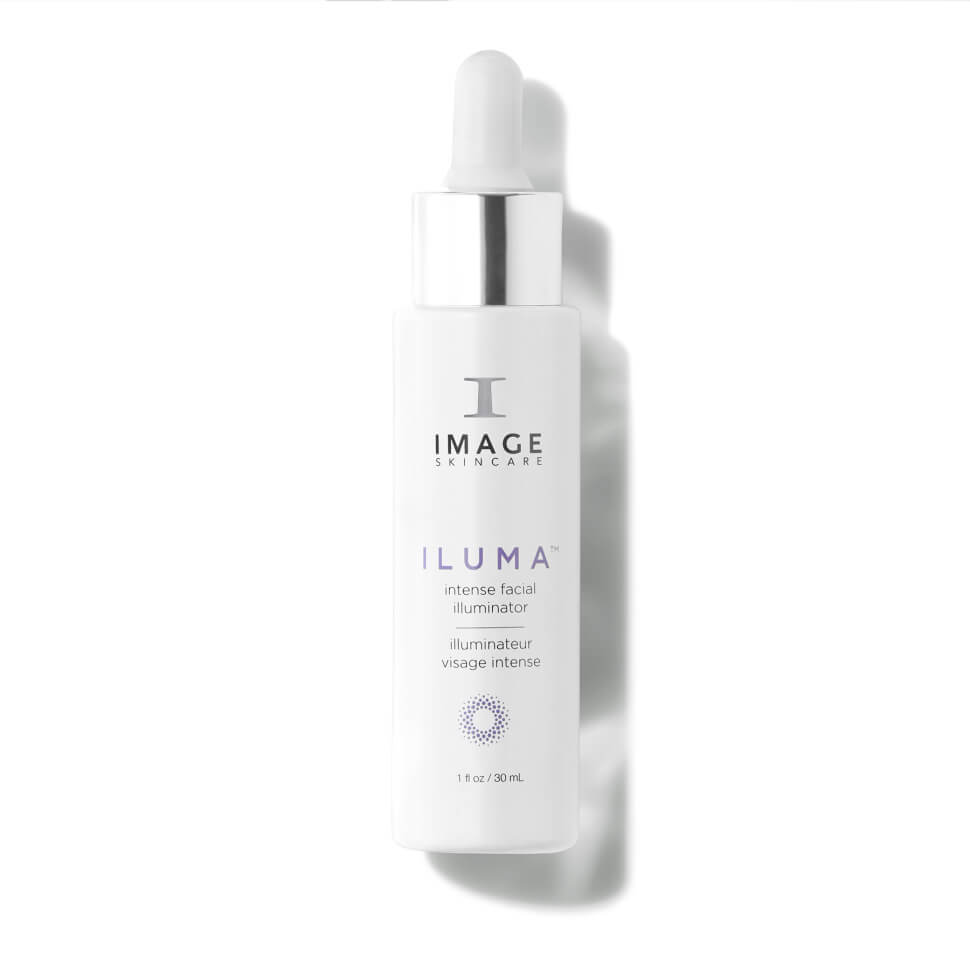 I
IMAGE
SKINCARE
ILUMA™
intense facial
illuminator
illuminateur
visage intense
1 fl oz / 30 mL